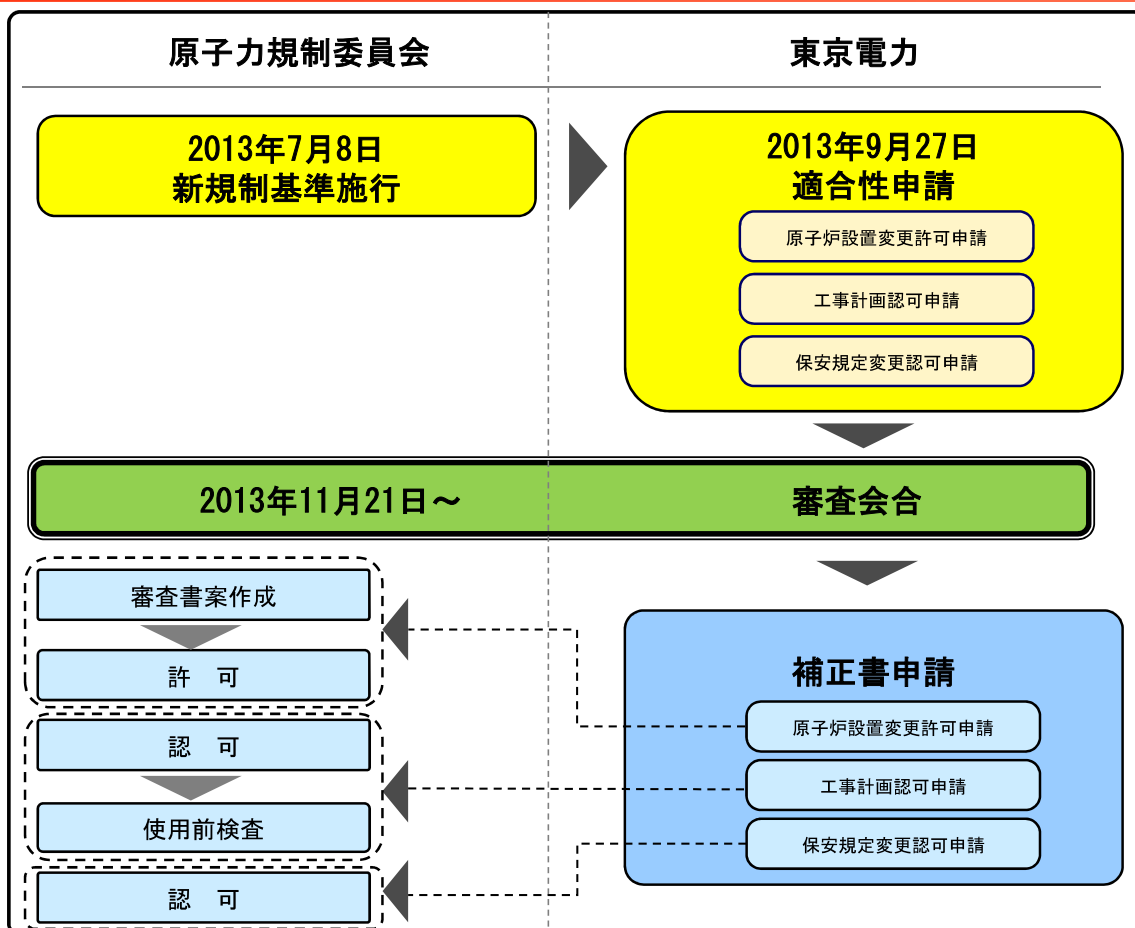 原子力規制委員会
東京電力
2013年7月8日
新規制基準施行
2013年9月27日
適合性申請
原子炉設置変更許可申請
工事計画認可申請
保安規定変更認可申請
2013年11月21日～
審査会合
審査書案作成
許　可
認　可
使用前検査
認　可
補正書申請
原子炉設置変更許可申請
工事計画認可申請
保安規定変更認可申請